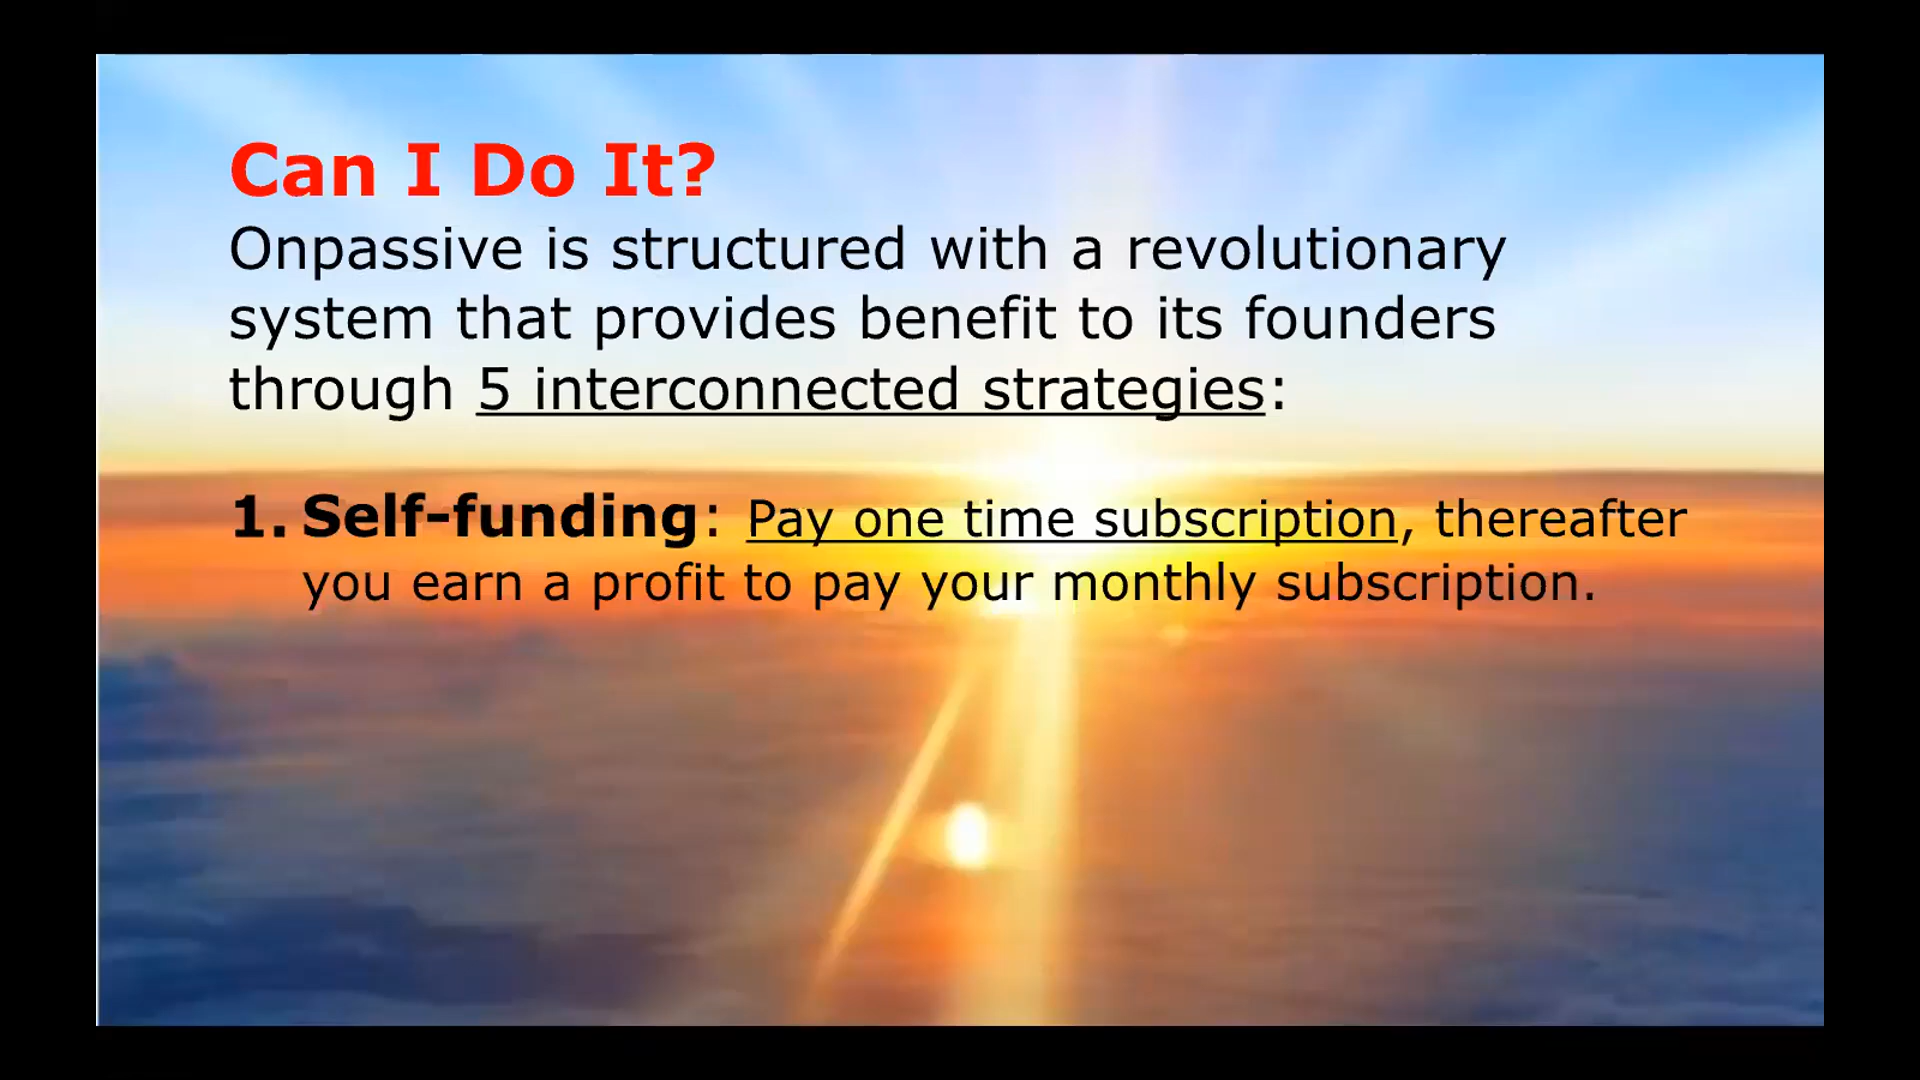 Can I Do It?
Onpassive is structured with a revolutionary
system that provides benefit to its founders
through 5 interconnected strategies:
1. Self-funding: Pay one time subscription, thereafter
you earn a profit to pay your monthly subscription.